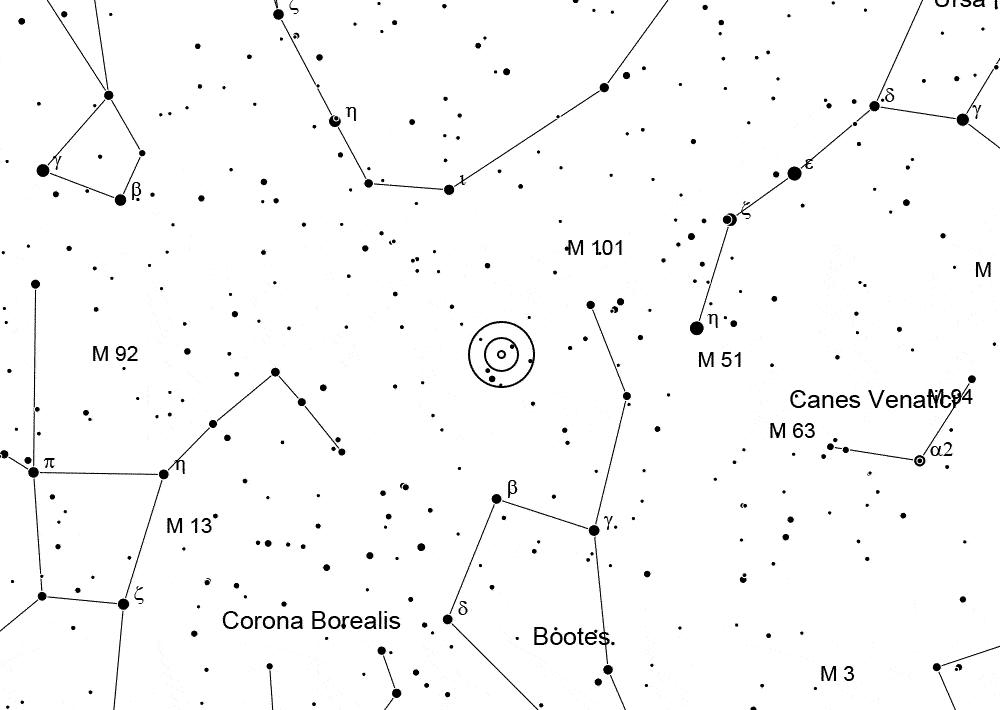 Ursa
ζ
δ
γ
η
ε
γ
ι
β
ζ
M 101
M
η
M 92
M 51
Canes Venatici
M 94
M 63
α2
π
η
β
M 13
γ
ζ
δ
Corona Borealis
Bootes
M 3